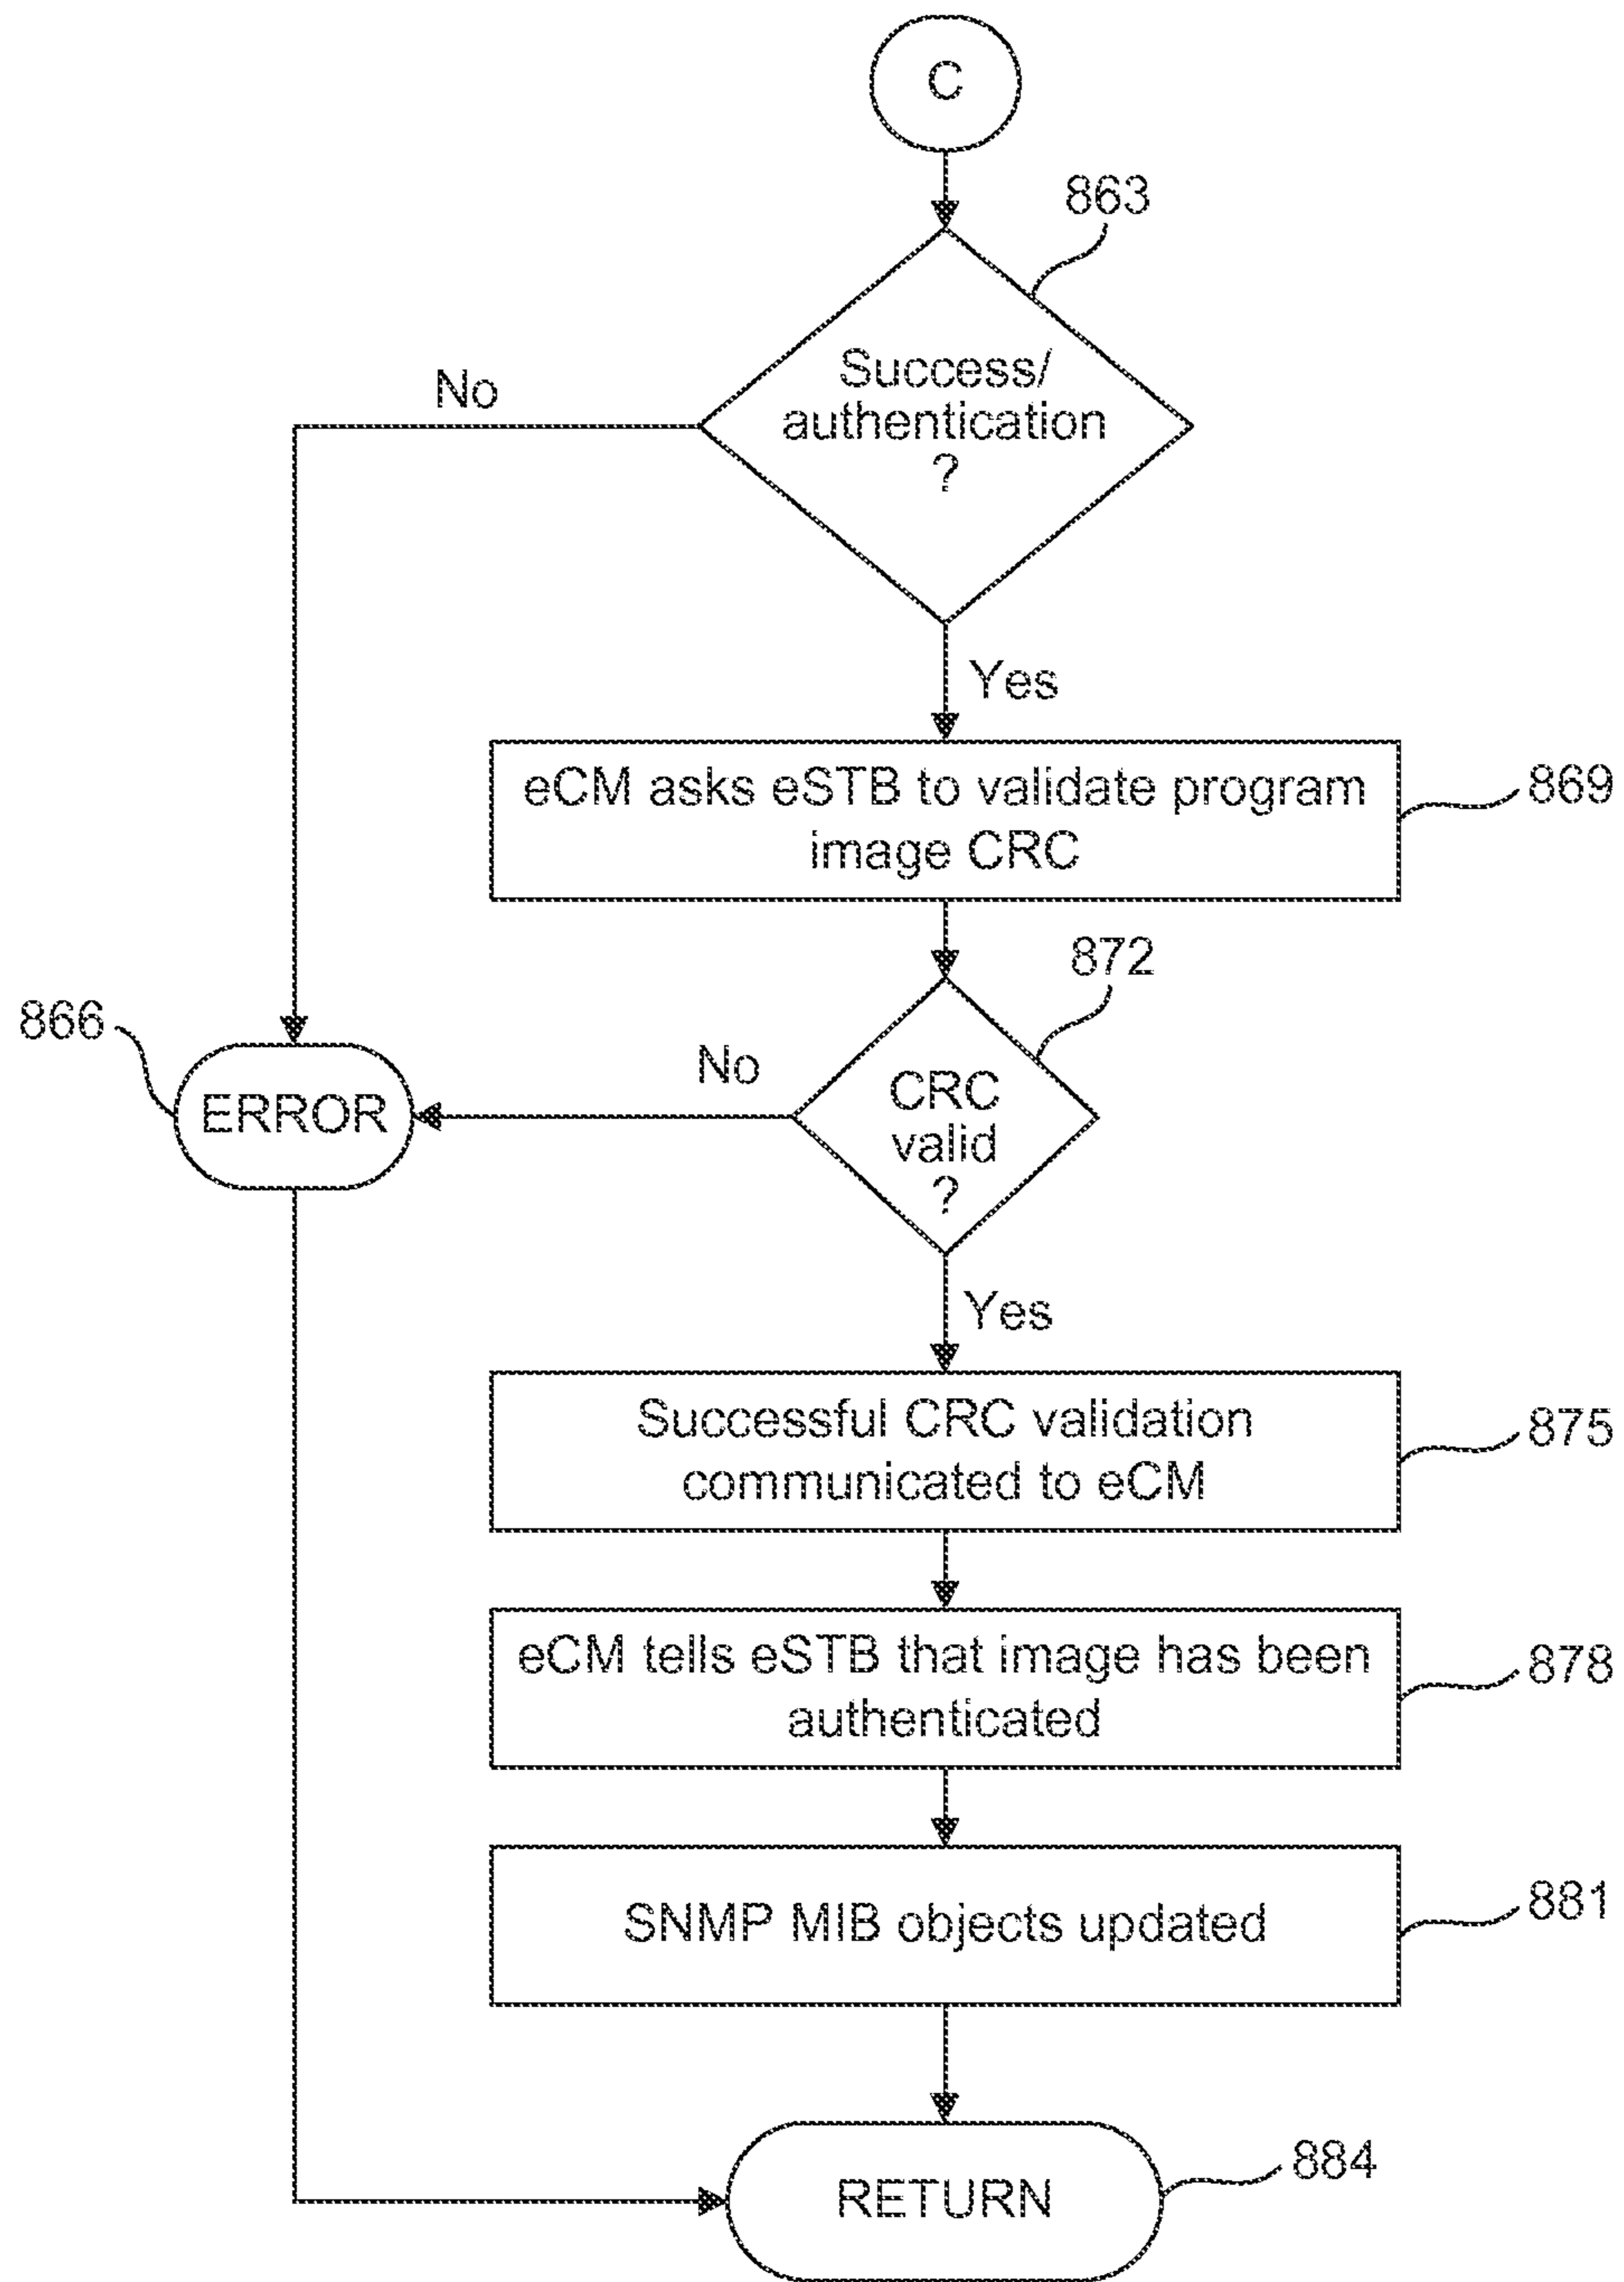 C
863
Success/
authentication
?
No
Yes
eCM asks eSTB to validate program
image CRC
869
872
866
ERROR
No
CRC
valid
?
Yes
Successful CRC validation
communicated to eCM
875
eCM tells eSTB that image has been
authenticated
878
SNMP MIB objects updated
881
RETURN
884